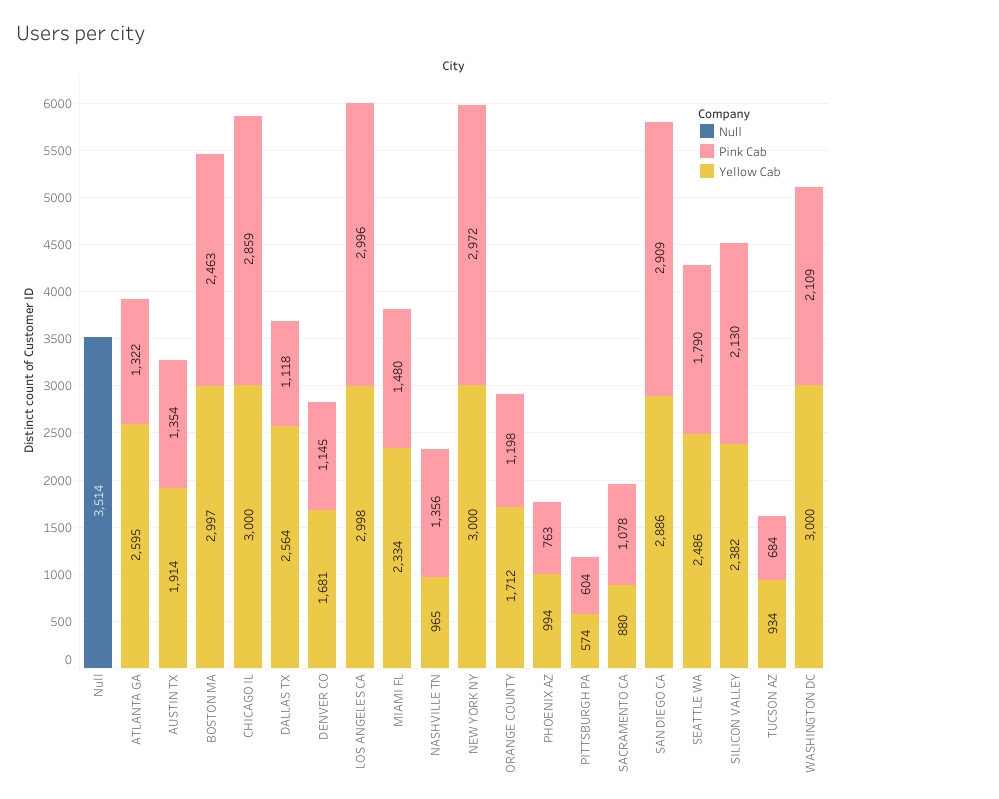 Users per city
City
Company
Null
Pink Cab
Yellow Cab
Distinct count of Customer ID
6000
5500
5000
4500
4000
3500
3000
2500
2000
1500
1000
500
0
3,514
1,322
2,595
1,354
1,914
2,463
2,997
2,859
3,000
1,118
2,564
1,145
1,681
2,996
2,998
1,480
2,334
1,356
965
2,972
3,000
1,198
1,712
763
994
604
574
1,078
880
2,909
2,886
1,790
2,486
2,130
2,382
684
934
2,109
3,000
Null
ATLANTA GA
AUSTIN TX
BOSTON MA
CHICAGO IL
DALLAS TX
DENVER CO
LOS ANGELES CA
MIAMI FL
NASHVILLE TN
NEW YORK NY
ORANGE COUNTY
PHOENIX AZ
PITTSBURGH PA
SACRAMENTO CA
SAN DIEGO CA
SEATTLE WA
SILICON VALLEY
TUCSON AZ
WASHINGTON DC